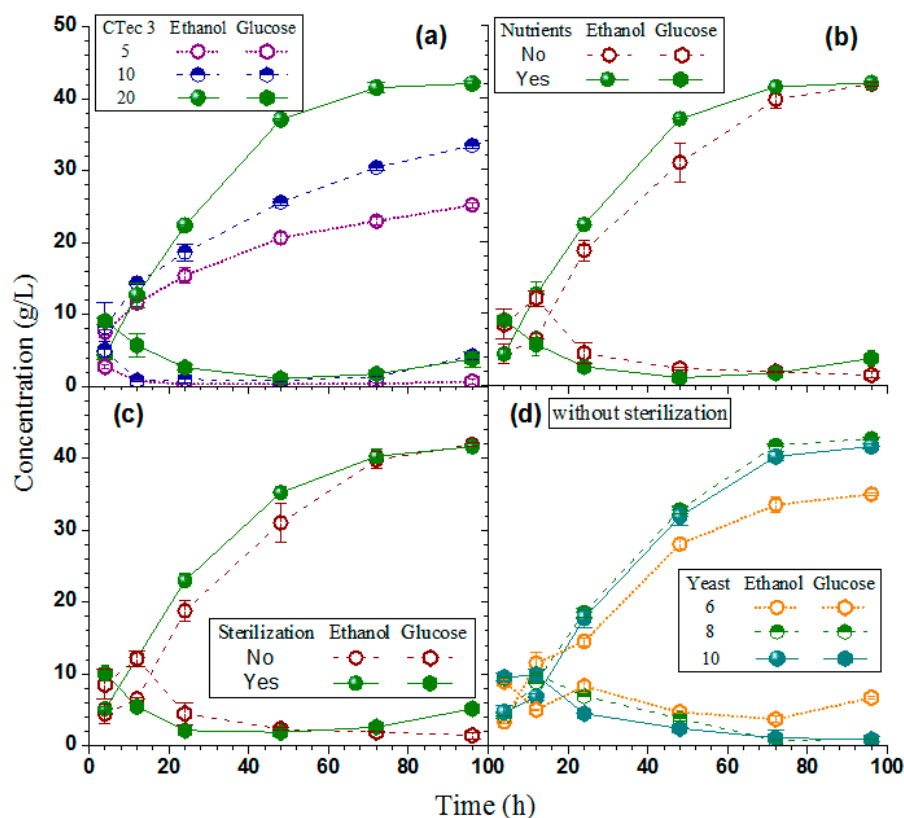 50
40
30
20
10
0
CTec 3 Ethanol Glucose
5
10
20
(a)
Nutrients Ethanol Glucose
No
Yes
(b)
40
30
20
10
0
(c)
Sterilization Ethanol Glucose
No
Yes
(d) without sterilization
Yeast Ethanol Glucose
6
8
10
0 20 40 60 80 100 0 20 40 60 80 100
Concentration (g/L)
Time (h)